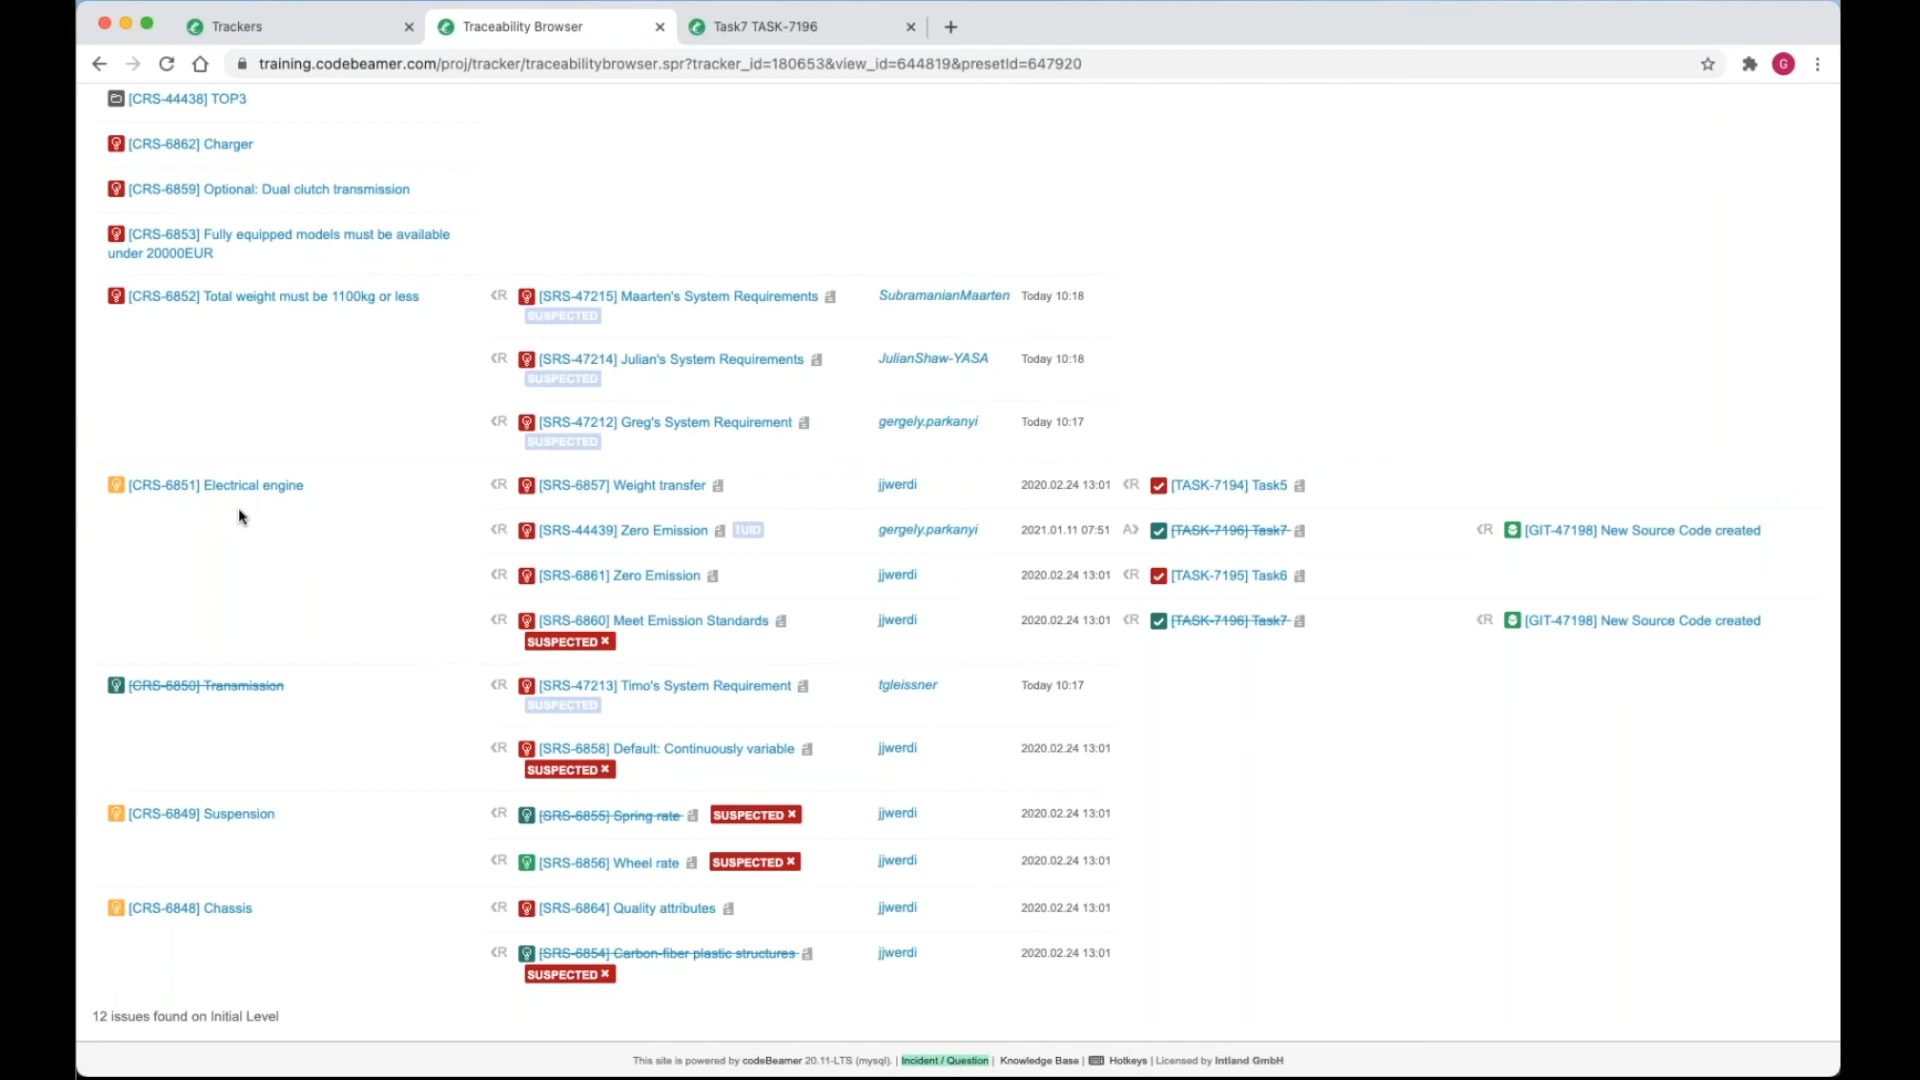 Trackers
Traceability Browser
Task7 TASK-7196
training.codebeamer.com/proj/tracker/traceabilitybrowser.spr?tracker_id=180653&view_id=644819&presetId=647920
G
[CRS-44438] TOP3
[CRS-6862] Charger
[CRS-6859] Optional: Dual clutch transmission
[CRS-6853] Fully equipped models must be available
under 20000EUR
[CRS-6852] Total weight must be 1100kg or less
R [SRS-47215] Maarten's System Requirements SubramanianMaarten Today 10:18
SUSPECTED
R [SRS-47214] Julian's System Requirements JulianShaw-YASA Today 10:18
SUSPECTED
R [SRS-47212] Greg's System Requirement gergely.parkanyi Today 10:17
SUSPECTED
[CRS-6851] Electrical engine
R [SRS-6857] Weight transfer jjwerdi 2020.02.24 13:01 R [TASK-7194] Task5
R [SRS-44439] Zero Emission !UID gergely.parkanyi 2021.01.11 07:51 A [TASK-7196] Task7 R [GIT-47198] New Source Code created
R [SRS-6861] Zero Emission jjwerdi 2020.02.24 13:01 R [TASK-7195] Task6
R [SRS-6860] Meet Emission Standards jjwerdi 2020.02.24 13:01 R [TASK-7196] Task7 R [GIT-47198] New Source Code created
SUSPECTED ×
[CRS-6850] Transmission
R [SRS-47213] Timo's System Requirement tgleissner Today 10:17
SUSPECTED
R [SRS-6858] Default: Continuously variable jjwerdi 2020.02.24 13:01
SUSPECTED ×
[CRS-6849] Suspension
R [SRS-6855] Spring rate SUSPECTED × jjwerdi 2020.02.24 13:01
R [SRS-6856] Wheel rate SUSPECTED × jjwerdi 2020.02.24 13:01
[CRS-6848] Chassis
R [SRS-6864] Quality attributes jjwerdi 2020.02.24 13:01
R [SRS-6854] Carbon-fiber plastic structures jjwerdi 2020.02.24 13:01
SUSPECTED ×
12 issues found on Initial Level
This site is powered by codeBeamer 20.11-LTS (mysql). | Incident / Question | Knowledge Base | Hotkeys | Licensed by Intland GmbH